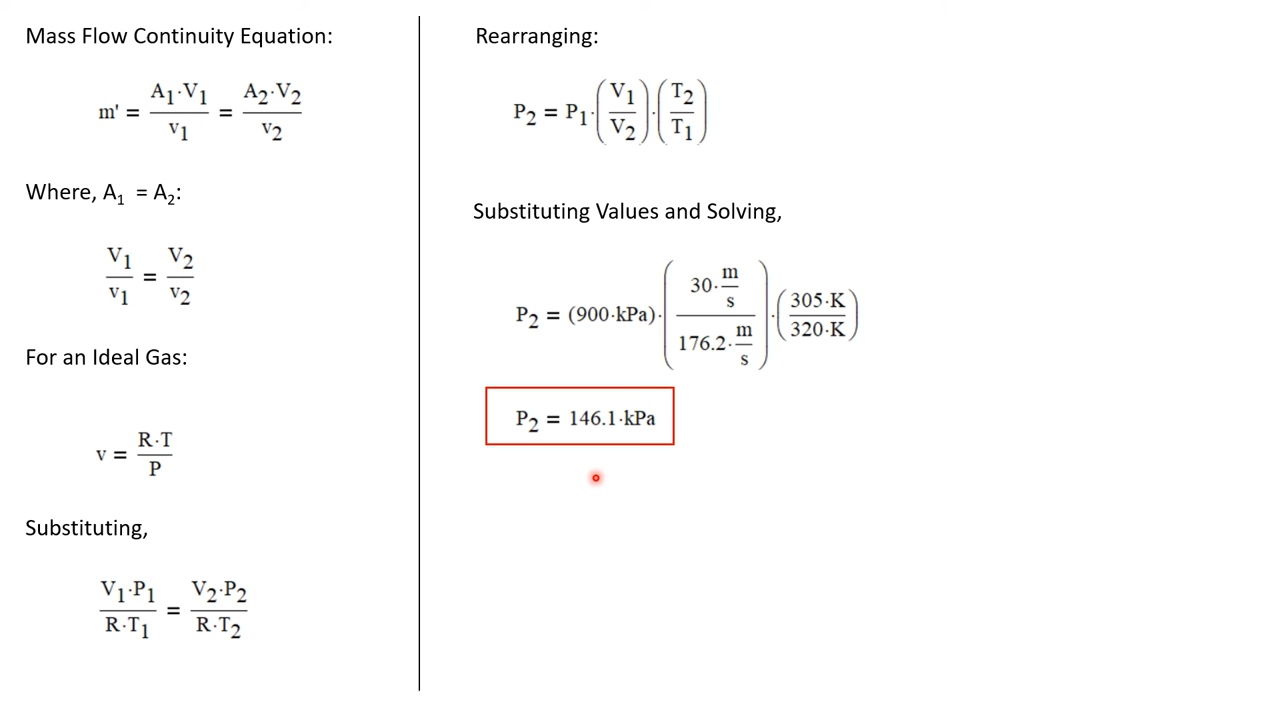 Mass Flow Continuity Equation:
m' = A₁·V₁ / v₁ = A₂·V₂ / v₂
Where, A₁ = A₂:
V₁ / v₁ = V₂ / v₂
For an Ideal Gas:
v = R·T / P
Substituting,
V₁·P₁ / R·T₁ = V₂·P₂ / R·T₂
Rearranging:
P₂ = P₁·(V₁ / V₂)·(T₂ / T₁)
Substituting Values and Solving,
P₂ = (900·kPa)·(30·m/s / 176.2·m/s)·(305·K / 320·K)
P₂ = 146.1·kPa